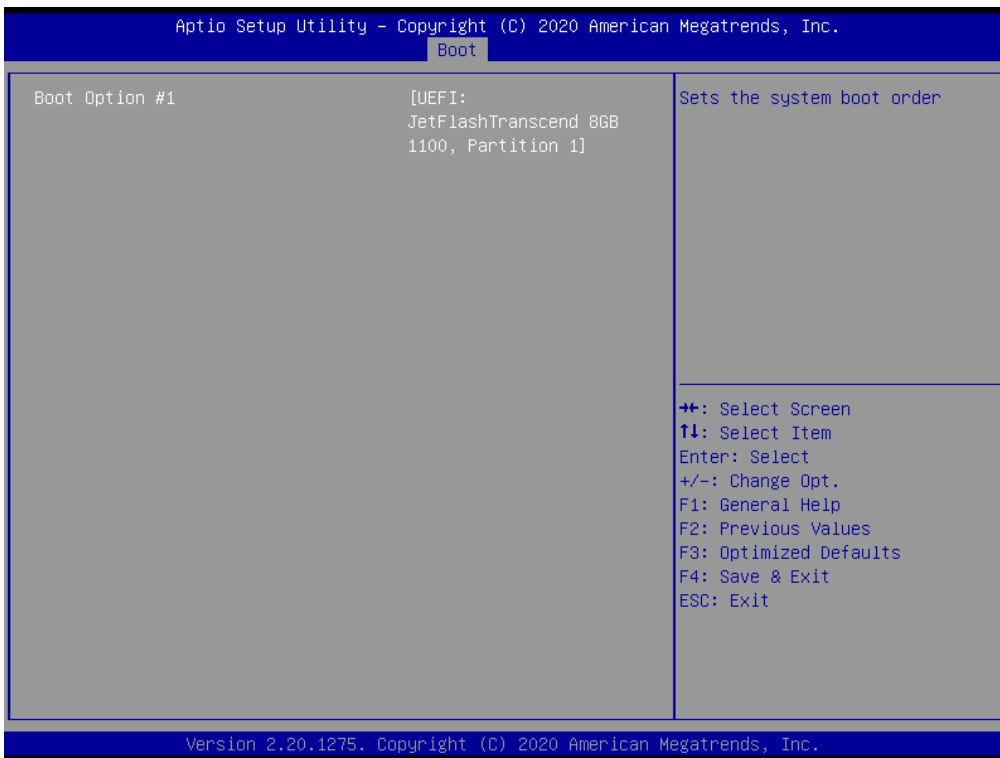 Aptio Setup Utility – Copyright (C) 2020 American Megatrends, Inc.
Boot
Boot Option #1 [UEFI:
JetFlashTranscend 8GB
1100, Partition 1]
Sets the system boot order
→←: Select Screen
↑↓: Select Item
Enter: Select
+/-: Change Opt.
F1: General Help
F2: Previous Values
F3: Optimized Defaults
F4: Save & Exit
ESC: Exit
Version 2.20.1275. Copyright (C) 2020 American Megatrends, Inc.